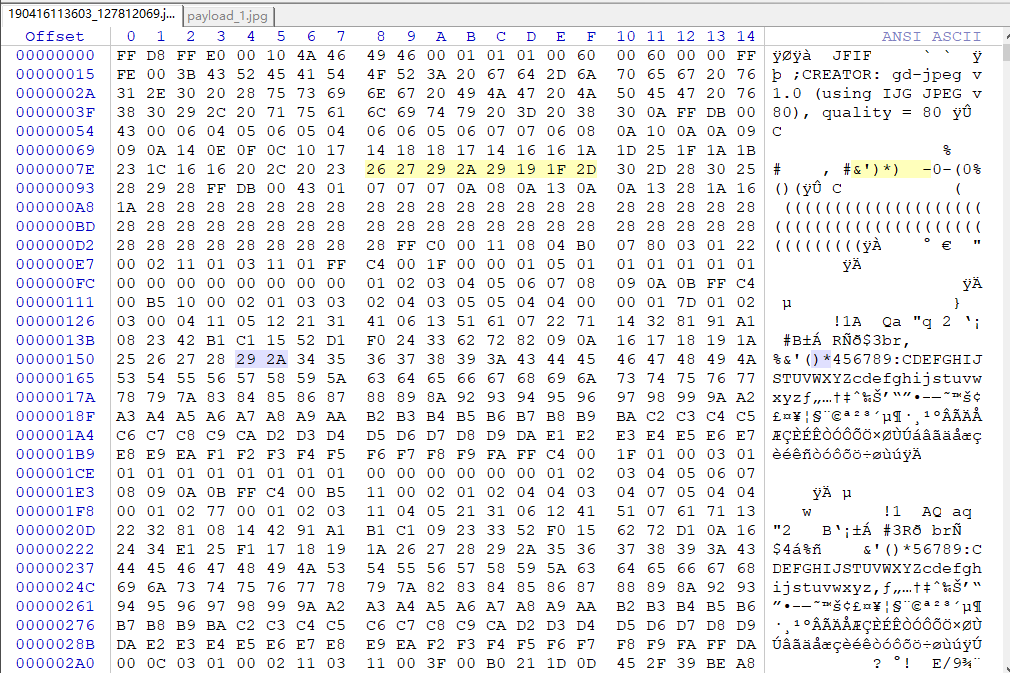 190416113603_127812069.j... payload_1.jpg
Offset 0 1 2 3 4 5 6 7 8 9 A B C D E F 10 11 12 13 14 ANSI ASCII
00000000 FF D8 FF E0 00 10 4A 46 49 46 00 01 01 01 00 60 00 60 00 00 FF ÿØÿà JFIF ` ` ÿ
00000015 FE 00 3B 43 52 45 41 54 4F 52 3A 20 67 64 2D 6A 70 65 67 20 76 þ ;CREATOR: gd-jpeg v
0000002A 31 2E 30 20 28 75 73 69 6E 67 20 49 4A 47 20 4A 50 45 47 20 76 1.0 (using IJG JPEG v
0000003F 38 30 29 2C 20 71 75 61 6C 69 74 79 20 3D 20 38 30 0A FF DB 00 80), quality = 80 ÿÛ
00000054 43 00 06 04 05 06 05 04 06 06 05 06 07 07 06 08 0A 10 0A 0A 09 C
00000069 09 0A 14 0E 0F 0C 10 17 14 18 18 17 14 16 16 1A 1D 25 1F 1A 1B %
0000007E 23 1C 16 16 20 2C 20 23 26 27 29 2A 29 19 1F 2D 30 2D 28 30 25 # , #&')*) -0-(0%
00000093 28 29 28 FF DB 00 43 01 07 07 07 0A 08 0A 13 0A 0A 13 28 1A 16 ()(ÿÛ C (
000000A8 1A 28 28 28 28 28 28 28 28 28 28 28 28 28 28 28 28 28 28 28 28 ((((((((((((((((((((
000000BD 28 28 28 28 28 28 28 28 28 28 28 28 28 28 28 28 28 28 28 28 28 (((((((((((((((((((((
000000D2 28 28 28 28 28 28 28 28 28 FF C0 00 11 08 04 B0 07 80 03 01 22 (((((((((ÿÀ ° € "
000000E7 00 02 11 01 03 11 01 FF C4 00 1F 00 00 01 05 01 01 01 01 01 01 ÿÄ
000000FC 00 00 00 00 00 00 00 00 01 02 03 04 05 06 07 08 09 0A 0B FF C4 ÿÄ
00000111 00 B5 10 00 02 01 03 03 02 04 03 05 05 04 04 00 00 01 7D 01 02 µ }
00000126 03 00 04 11 05 12 21 31 41 06 13 51 61 07 22 71 14 32 81 91 A1 !1A Qa "q 2 ‘¡
0000013B 08 23 42 B1 C1 15 52 D1 F0 24 33 62 72 82 09 0A 16 17 18 19 1A #B±Á RÑð$3br‚
00000150 25 26 27 28 29 2A 34 35 36 37 38 39 3A 43 44 45 46 47 48 49 4A %&'()*456789:CDEFGHIJ
00000165 53 54 55 56 57 58 59 5A 63 64 65 66 67 68 69 6A 73 74 75 76 77 STUVWXYZcdefghijstuvw
0000017A 78 79 7A 83 84 85 86 87 88 89 8A 92 93 94 95 96 97 98 99 9A A2 xyzƒ„…†‡ˆ‰Š’“”•–—˜™š¢
0000018F A3 A4 A5 A6 A7 A8 A9 AA B2 B3 B4 B5 B6 B7 B8 B9 BA C2 C3 C4 C5 £¤¥¦§¨©ª²³´µ¶·¸¹ºÂÃÄÅ
000001A4 C6 C7 C8 C9 CA D2 D3 D4 D5 D6 D7 D8 D9 DA E1 E2 E3 E4 E5 E6 E7 ÆÇÈÉÊÒÓÔÕÖ×ØÙÚáâãäåæç
000001B9 E8 E9 EA F1 F2 F3 F4 F5 F6 F7 F8 F9 FA FF C4 00 1F 01 00 03 01 èéêñòóôõö÷øùúÿÄ
000001CE 01 01 01 01 01 01 01 01 00 00 00 00 00 00 01 02 03 04 05 06 07
000001E3 08 09 0A 0B FF C4 00 B5 11 00 02 01 02 04 04 03 04 07 05 04 04 ÿÄ µ
000001F8 00 01 02 77 00 01 02 03 11 04 05 21 31 06 12 41 51 07 61 71 13 w !1 AQ aq
0000020D 22 32 81 08 14 42 91 A1 B1 C1 09 23 33 52 F0 15 62 72 D1 0A 16 "2 B‘¡±Á #3Rð brÑ
00000222 24 34 E1 25 F1 17 18 19 1A 26 27 28 29 2A 35 36 37 38 39 3A 43 $4á%ñ &'()*56789:C
00000237 44 45 46 47 48 49 4A 53 54 55 56 57 58 59 5A 63 64 65 66 67 68 DEFGHIJSTUVWXYZcdefgh
0000024C 69 6A 73 74 75 76 77 78 79 7A 82 83 84 85 86 87 88 89 8A 92 93 ijstuvwxyz‚ƒ„…†‡ˆ‰Š’“
00000261 94 95 96 97 98 99 9A A2 A3 A4 A5 A6 A7 A8 A9 AA B2 B3 B4 B5 B6 ”•–—˜™š¢£¤¥¦§¨©ª²³´µ¶
00000276 B7 B8 B9 BA C2 C3 C4 C5 C6 C7 C8 C9 CA D2 D3 D4 D5 D6 D7 D8 D9 ·¸¹ºÂÃÄÅÆÇÈÉÊÒÓÔÕÖ×ØÙ
0000028B DA E2 E3 E4 E5 E6 E7 E8 E9 EA F2 F3 F4 F5 F6 F7 F8 F9 FA FF DA Úâãäåæçèéêòóôõö÷øùúÿÚ
000002A0 00 0C 03 01 00 02 11 03 11 00 3F 00 B0 21 1D 0D 45 2F 39 BE A8 ? °! E/9¾¨